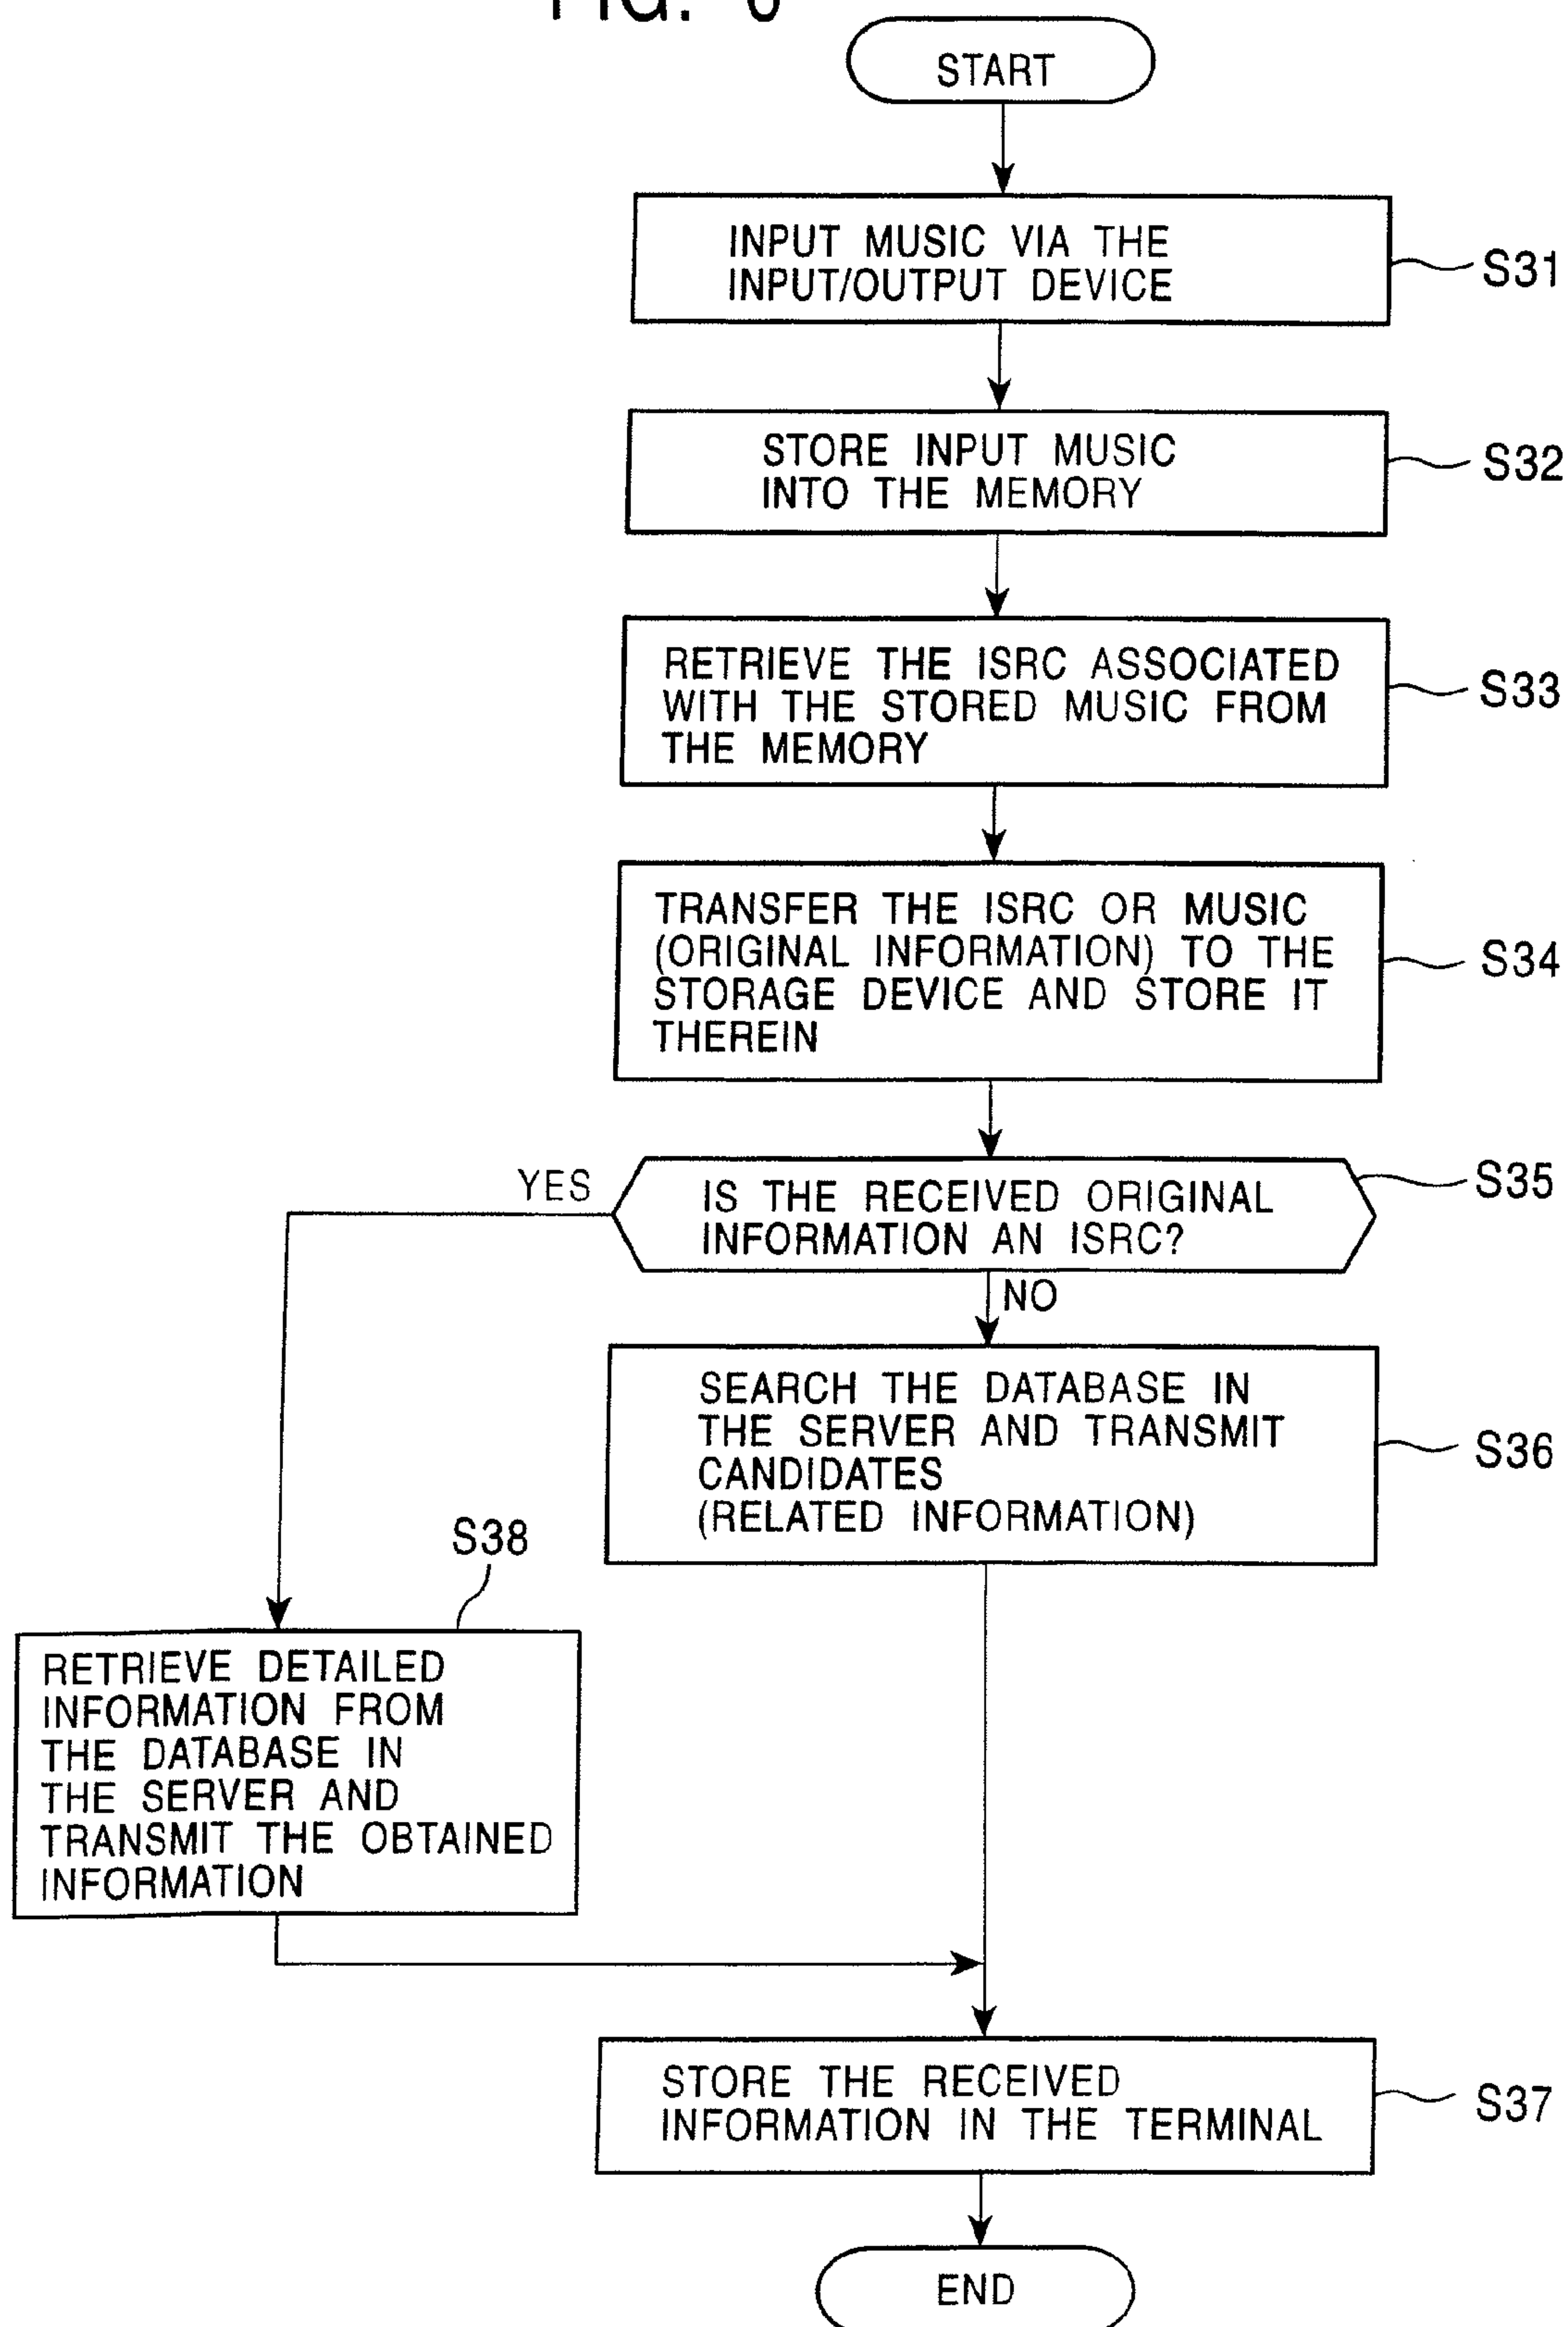 FIG.
START
INPUT MUSIC VIA THE
INPUT/OUTPUT DEVICE
S31
STORE INPUT MUSIC
INTO THE MEMORY
S32
RETRIEVE THE ISRC ASSOCIATED
WITH THE STORED MUSIC FROM
THE MEMORY
S33
TRANSFER THE ISRC OR MUSIC
(ORIGINAL INFORMATION) TO THE
STORAGE DEVICE AND STORE IT
THEREIN
S34
YES
IS THE RECEIVED ORIGINAL
INFORMATION AN ISRC?
S35
NO
SEARCH THE DATABASE IN
THE SERVER AND TRANSMIT
CANDIDATES
(RELATED INFORMATION)
S36
S38
RETRIEVE DETAILED
INFORMATION FROM
THE DATABASE IN
THE SERVER AND
TRANSMIT THE OBTAINED
INFORMATION
STORE THE RECEIVED
INFORMATION IN THE TERMINAL
S37
END